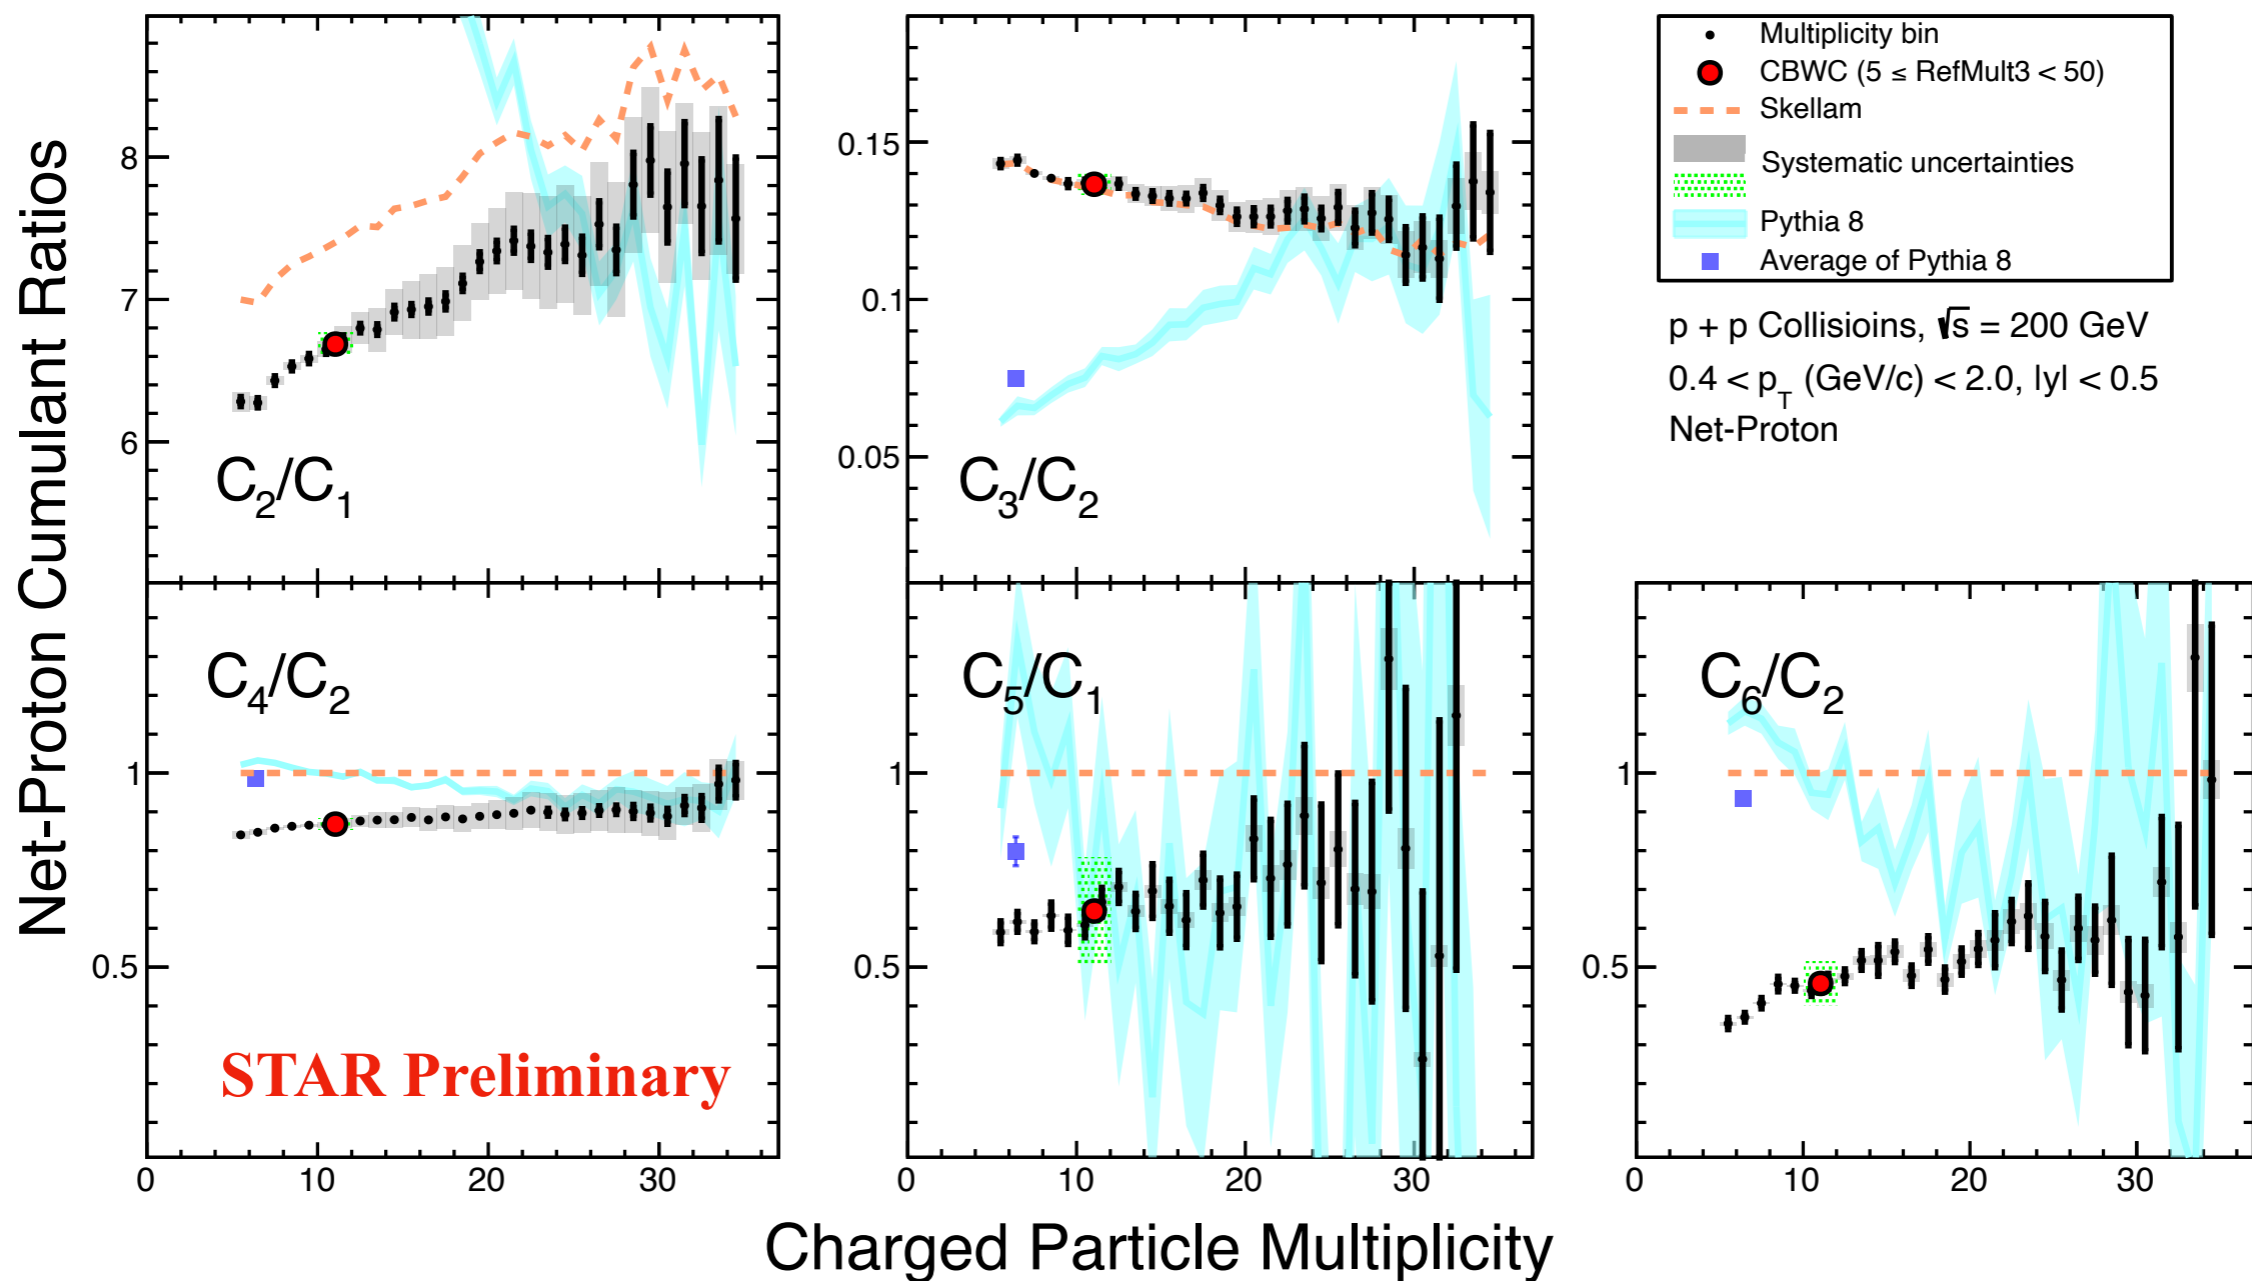 Net-Proton Cumulant Ratios
8
7
6
C2/C1
0.15
0.1
0.05
C3/C2
Multiplicity bin
CBWC (5 ≤ RefMult3 < 50)
Skellam
Systematic uncertainties
Pythia 8
Average of Pythia 8
p + p Collisioins, √s = 200 GeV
0.4 < pT (GeV/c) < 2.0, |y| < 0.5
Net-Proton
C4/C2
1
0.5
STAR Preliminary
0 10 20 30
C5/C1
1
0.5
0 10 20 30
C6/C2
1
0.5
0 10 20 30
Charged Particle Multiplicity